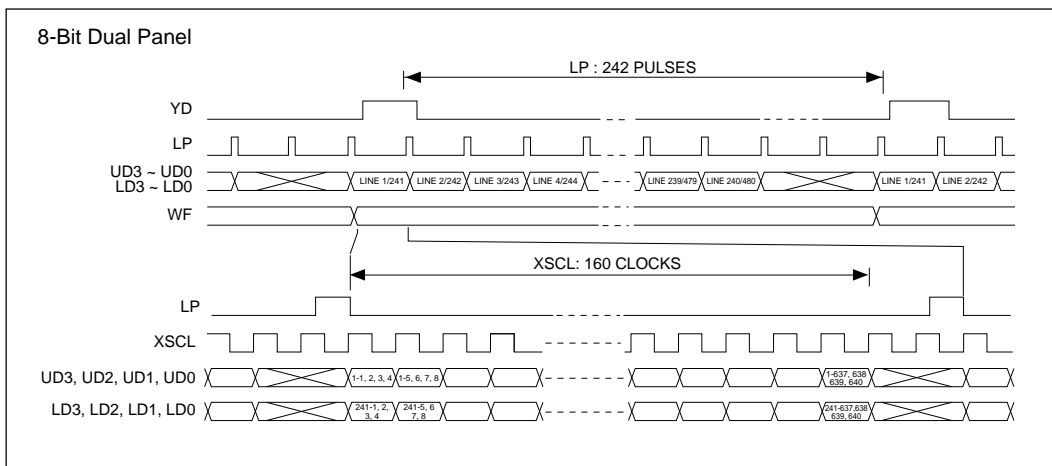 8-Bit Dual Panel
LP : 242 PULSES
YD
LP
UD3 ~ UD0
LD3 ~ LD0
LINE 1/241 LINE 2/242 LINE 3/243 LINE 4/244 LINE 239/479 LINE 240/480 LINE 1/241 LINE 2/242
WF
XSCL: 160 CLOCKS
LP
XSCL
UD3, UD2, UD1, UD0
1-1, 2, 3, 4 1-5, 6, 7, 8
1-637, 638
639, 640
LD3, LD2, LD1, LD0
241-1, 2,
3, 4
241-5, 6
7, 8
241-637,638
639, 640